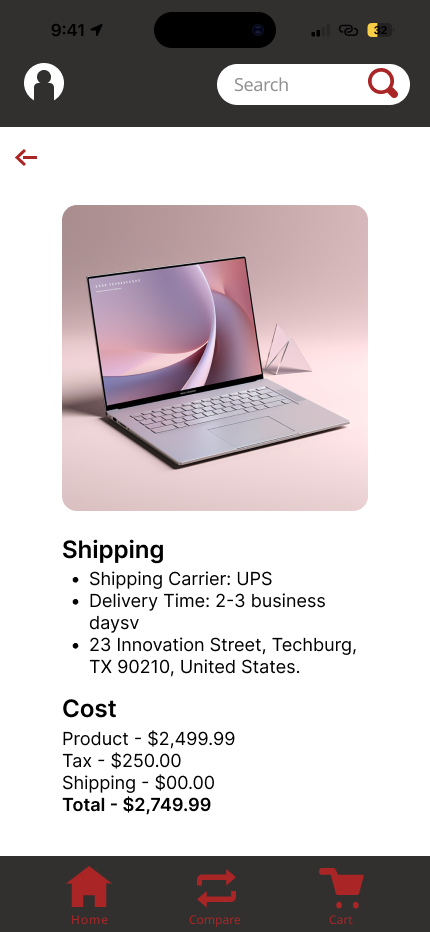 9:41
32
Search
Shipping
• Shipping Carrier: UPS
• Delivery Time: 2-3 business
daysv
• 23 Innovation Street, Techburg,
TX 90210, United States.
Cost
Product - $2,499.99
Tax - $250.00
Shipping - $00.00
Total - $2,749.99
Home
Compare
Cart